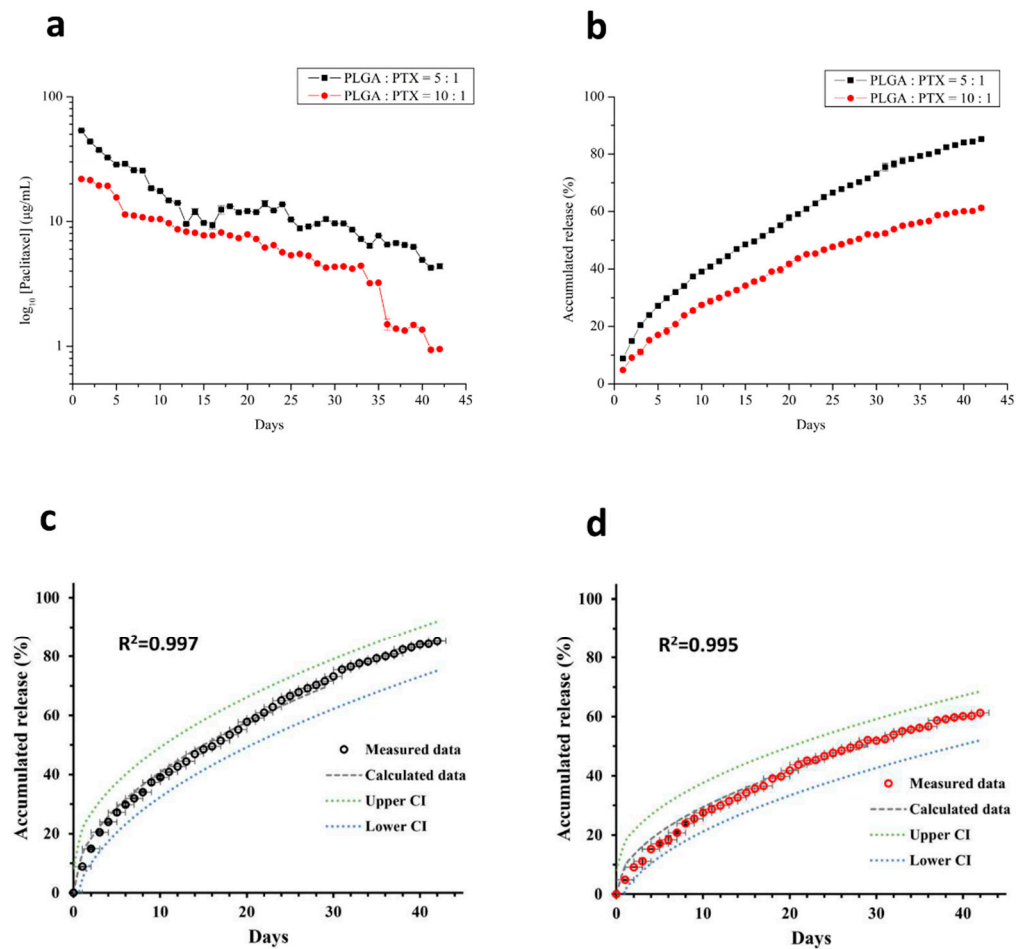 a
PLGA : PTX = 5 : 1
PLGA : PTX = 10 : 1
100
10
1
log₁₀ [Paclitaxel] (μg/mL)
0 5 10 15 20 25 30 35 40 45
Days
b
PLGA : PTX = 5 : 1
PLGA : PTX = 10 : 1
100
80
60
40
20
0
Accumulated release (%)
0 5 10 15 20 25 30 35 40 45
Days
c
100
80
60
40
20
0
Accumulated release (%)
R²=0.997
Measured data
Calculated data
Upper CI
Lower CI
0 10 20 30 40
Days
d
100
80
60
40
20
0
Accumulated release (%)
R²=0.995
Measured data
Calculated data
Upper CI
Lower CI
0 10 20 30 40
Days